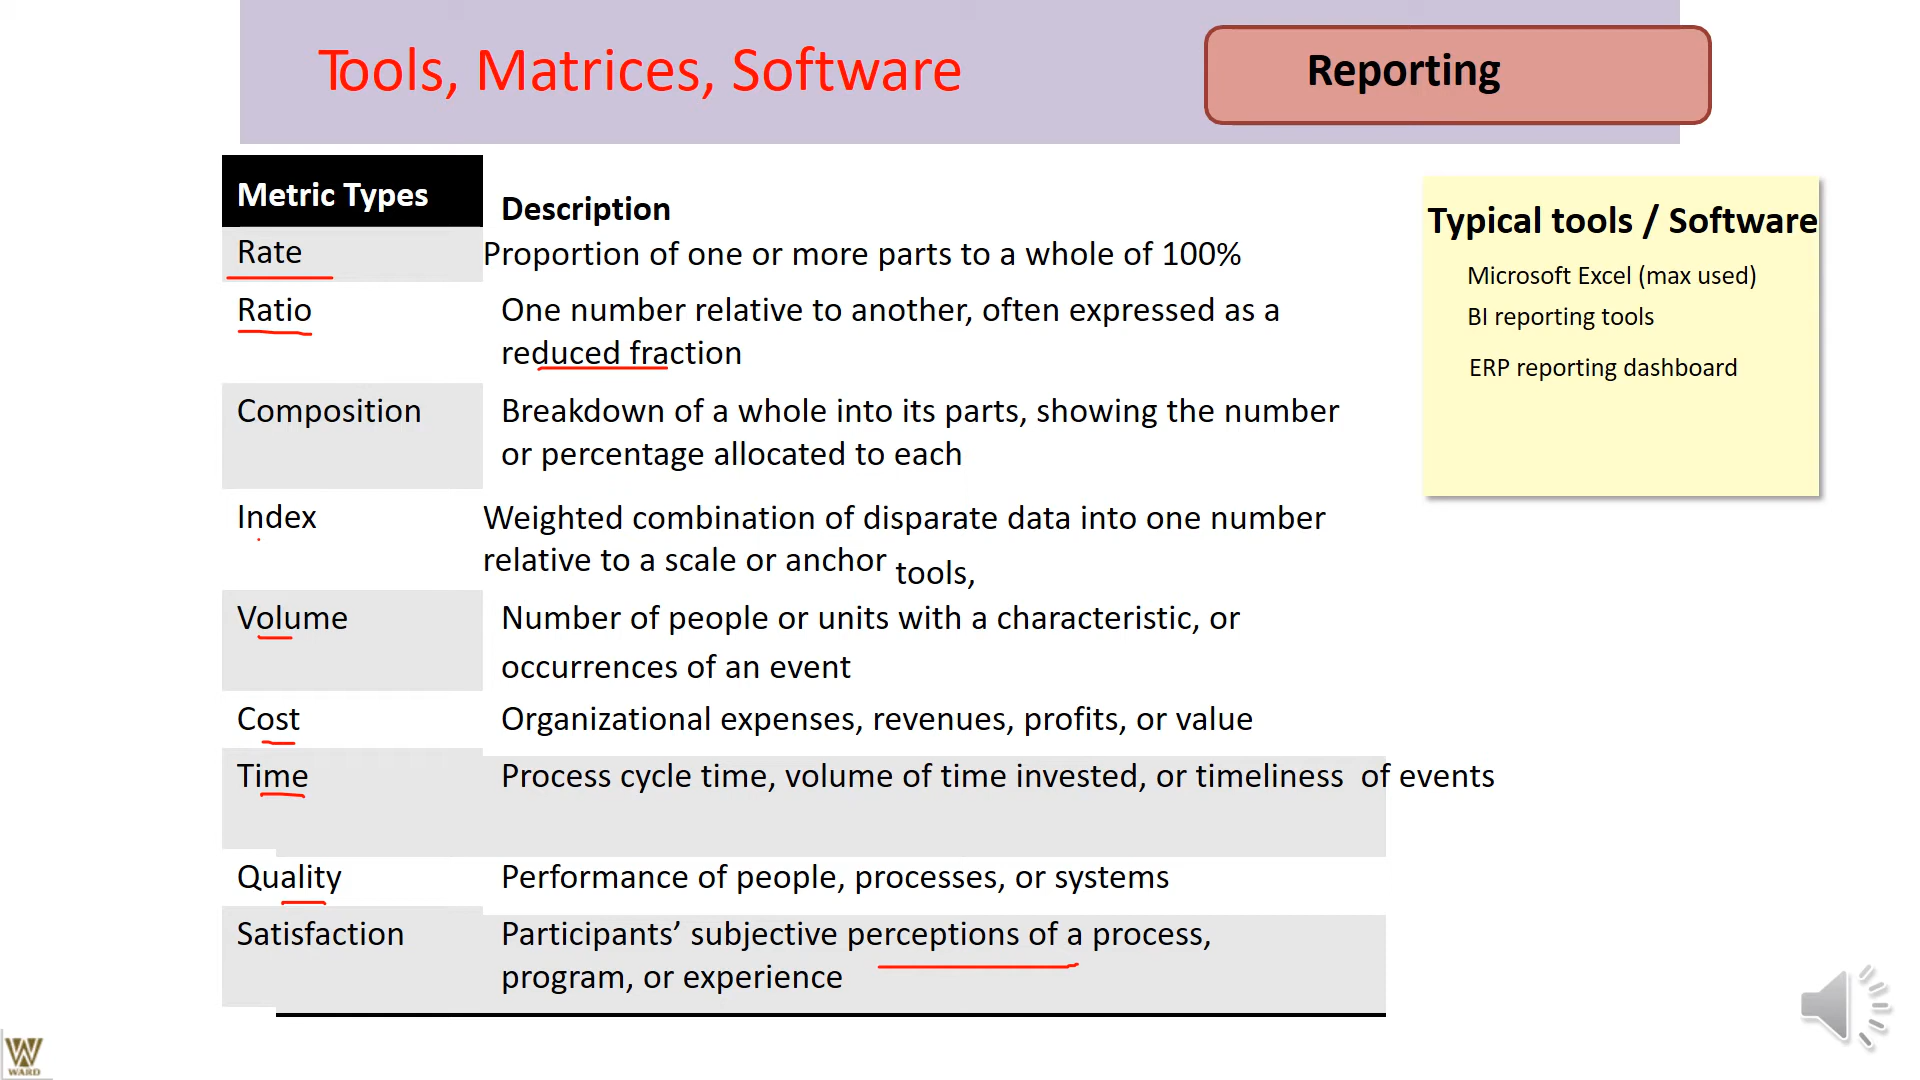 Tools, Matrices, Software
Reporting
Metric Types
Description
Rate
Proportion of one or more parts to a whole of 100%
Ratio
One number relative to another, often expressed as a
reduced fraction
Composition
Breakdown of a whole into its parts, showing the number
or percentage allocated to each
Index
Weighted combination of disparate data into one number
relative to a scale or anchor
tools,
Volume
Number of people or units with a characteristic, or
occurrences of an event
Cost
Organizational expenses, revenues, profits, or value
Time
Process cycle time, volume of time invested, or timeliness of events
Quality
Performance of people, processes, or systems
Satisfaction
Participants’ subjective perceptions of a process,
program, or experience
Typical tools / Software
Microsoft Excel (max used)
BI reporting tools
ERP reporting dashboard
WARD